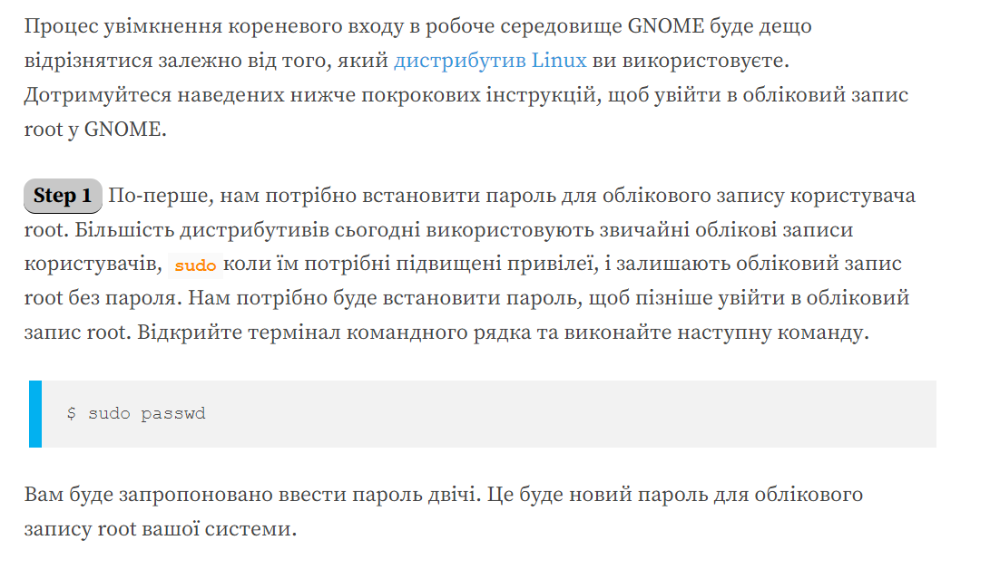 Процес увімкнення кореневого входу в робоче середовище GNOME буде дещо
відрізнятися залежно від того, який дистрибутив Linux ви використовуєте.
Дотримуйтеся наведених нижче покрокових інструкцій, щоб увійти в обліковий запис
root у GNOME.
Step 1 По-перше, нам потрібно встановити пароль для облікового запису користувача
root. Більшість дистрибутивів сьогодні використовують звичайні облікові записи
користувачів, sudo коли їм потрібні підвищені привілеї, і залишають обліковий запис
root без пароля. Нам потрібно буде встановити пароль, щоб пізніше увійти в обліковий
запис root. Відкрийте термінал командного рядка та виконайте наступну команду.
$ sudo passwd
Вам буде запропоновано ввести пароль двічі. Це буде новий пароль для облікового
запису root вашої системи.